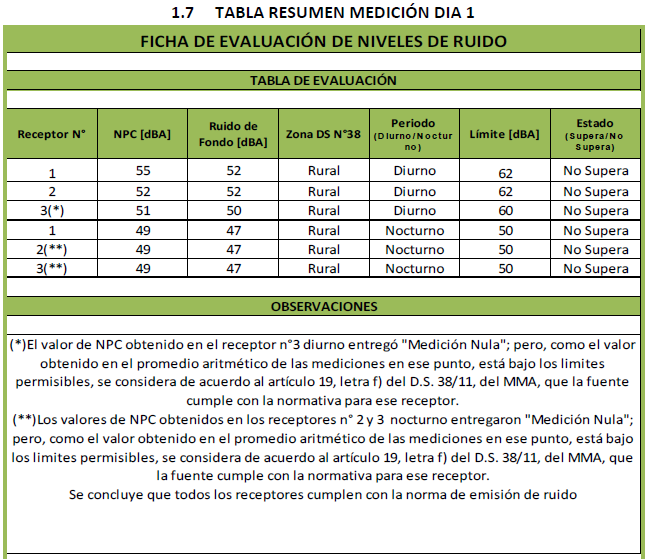 1.7 TABLA RESUMEN MEDICIÓN DIA 1
FICHA DE EVALUACIÓN DE NIVELES DE RUIDO
TABLA DE EVALUACIÓN
Receptor N° NPC [dBA] Ruido de Fondo [dBA] Zona DS N°38 Periodo (Diurno/Nocturno) Límite [dBA] Estado (Supera/No Supera)
1 55 52 Rural Diurno 62 No Supera
2 52 52 Rural Diurno 62 No Supera
3(*) 51 50 Rural Diurno 60 No Supera
1 49 47 Rural Nocturno 50 No Supera
2(**) 49 47 Rural Nocturno 50 No Supera
3(**) 49 47 Rural Nocturno 50 No Supera
OBSERVACIONES
(*)El valor de NPC obtenido en el receptor n°3 diurno entregó "Medición Nula"; pero, como el valor
obtenido en el promedio aritmético de las mediciones en ese punto, está bajo los limites
permisibles, se considera de acuerdo al artículo 19, letra f) del D.S. 38/11, del MMA, que la fuente
cumple con la normativa para ese receptor.
(**)Los valores de NPC obtenidos en los receptores n° 2 y 3 nocturno entregaron "Medición Nula";
pero, como el valor obtenido en el promedio aritmético de las mediciones en ese punto, está bajo
los limites permisibles, se considera de acuerdo al artículo 19, letra f) del D.S. 38/11, del MMA, que
la fuente cumple con la normativa para ese receptor.
Se concluye que todos los receptores cumplen con la norma de emisión de ruido